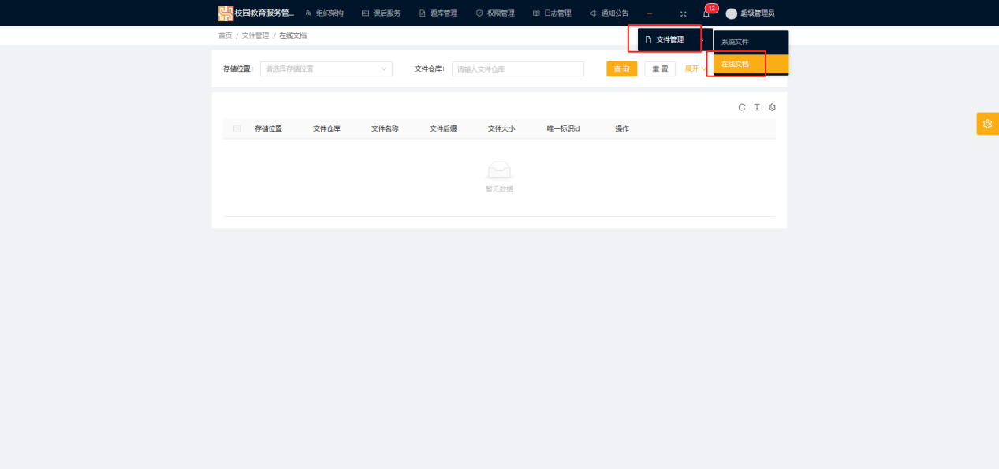 校园教育服务管... 组织架构 课后服务 题库管理 权限管理 日志管理 通知公告 12 超级管理员
首页 / 文件管理 / 在线文档
文件管理 系统文件
在线文档
存储位置: 请选择存储位置 文件仓库: 请输入文件仓库 查 询 重 置 展开
存储位置 文件仓库 文件名称 文件后缀 文件大小 唯一标识id 操作
暂无数据